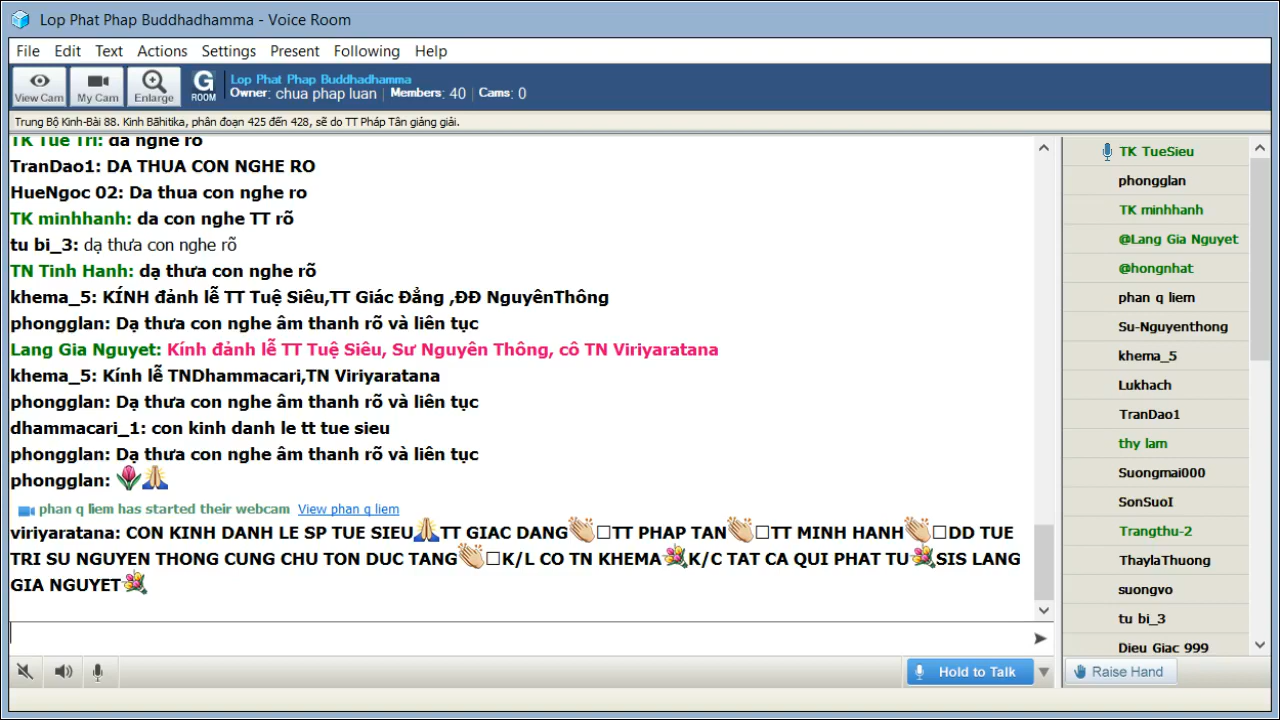 Lop Phat Phap Buddhadhamma - Voice Room
File Edit Text Actions Settings Present Following Help
View Cam My Cam Enlarge G ROOM
Lop Phat Phap Buddhadhamma
Owner: chua phap luan Members: 40 Cams: 0
Trung Bộ Kinh-Bài 88. Kinh Bāhitika, phân đoạn 425 đến 428, sẽ do TT Pháp Tân giảng giải.
TK Tue Tri: da nghe ro
TranDao1: DA THUA CON NGHE RO
HueNgoc 02: Da thua con nghe ro
TK minhhanh: da con nghe TT rõ
tu bi_3: dạ thưa con nghe rõ
TN Tinh Hanh: dạ thưa con nghe rõ
khema_5: KÍNH đảnh lễ TT Tuệ Siêu,TT Giác Đẳng ,ĐĐ NguyênThông
phongglan: Dạ thưa con nghe âm thanh rõ và liên tục
Lang Gia Nguyet: Kính đảnh lễ TT Tuệ Siêu, Sư Nguyên Thông, cô TN Viriyaratana
khema_5: Kính lễ TNDhammacari,TN Viriyaratana
phongglan: Dạ thưa con nghe âm thanh rõ và liên tục
dhammacari_1: con kinh danh le tt tue sieu
phongglan: Dạ thưa con nghe âm thanh rõ và liên tục
phongglan: 🌷🙏
phan q liem has started their webcam View phan q liem
viriyaratana: CON KINH DANH LE SP TUE SIEU🙏TT GIAC DANG👏□TT PHAP TAN👏□TT MINH HANH👏□DD TUE
TRI SU NGUYEN THONG CUNG CHU TON DUC TANG👏□K/L CO TN KHEMA💐K/C TAT CA QUI PHAT TU💐SIS LANG
GIA NGUYET💐
Hold to Talk
TK TueSieu
phongglan
TK minhhanh
@Lang Gia Nguyet
@hongnhat
phan q liem
Su-Nguyenthong
khema_5
Lukhach
TranDao1
thy lam
Suongmai000
SonSuoI
Trangthu-2
ThaylaThuong
suongvo
tu bi_3
Dieu Giac 999
Raise Hand